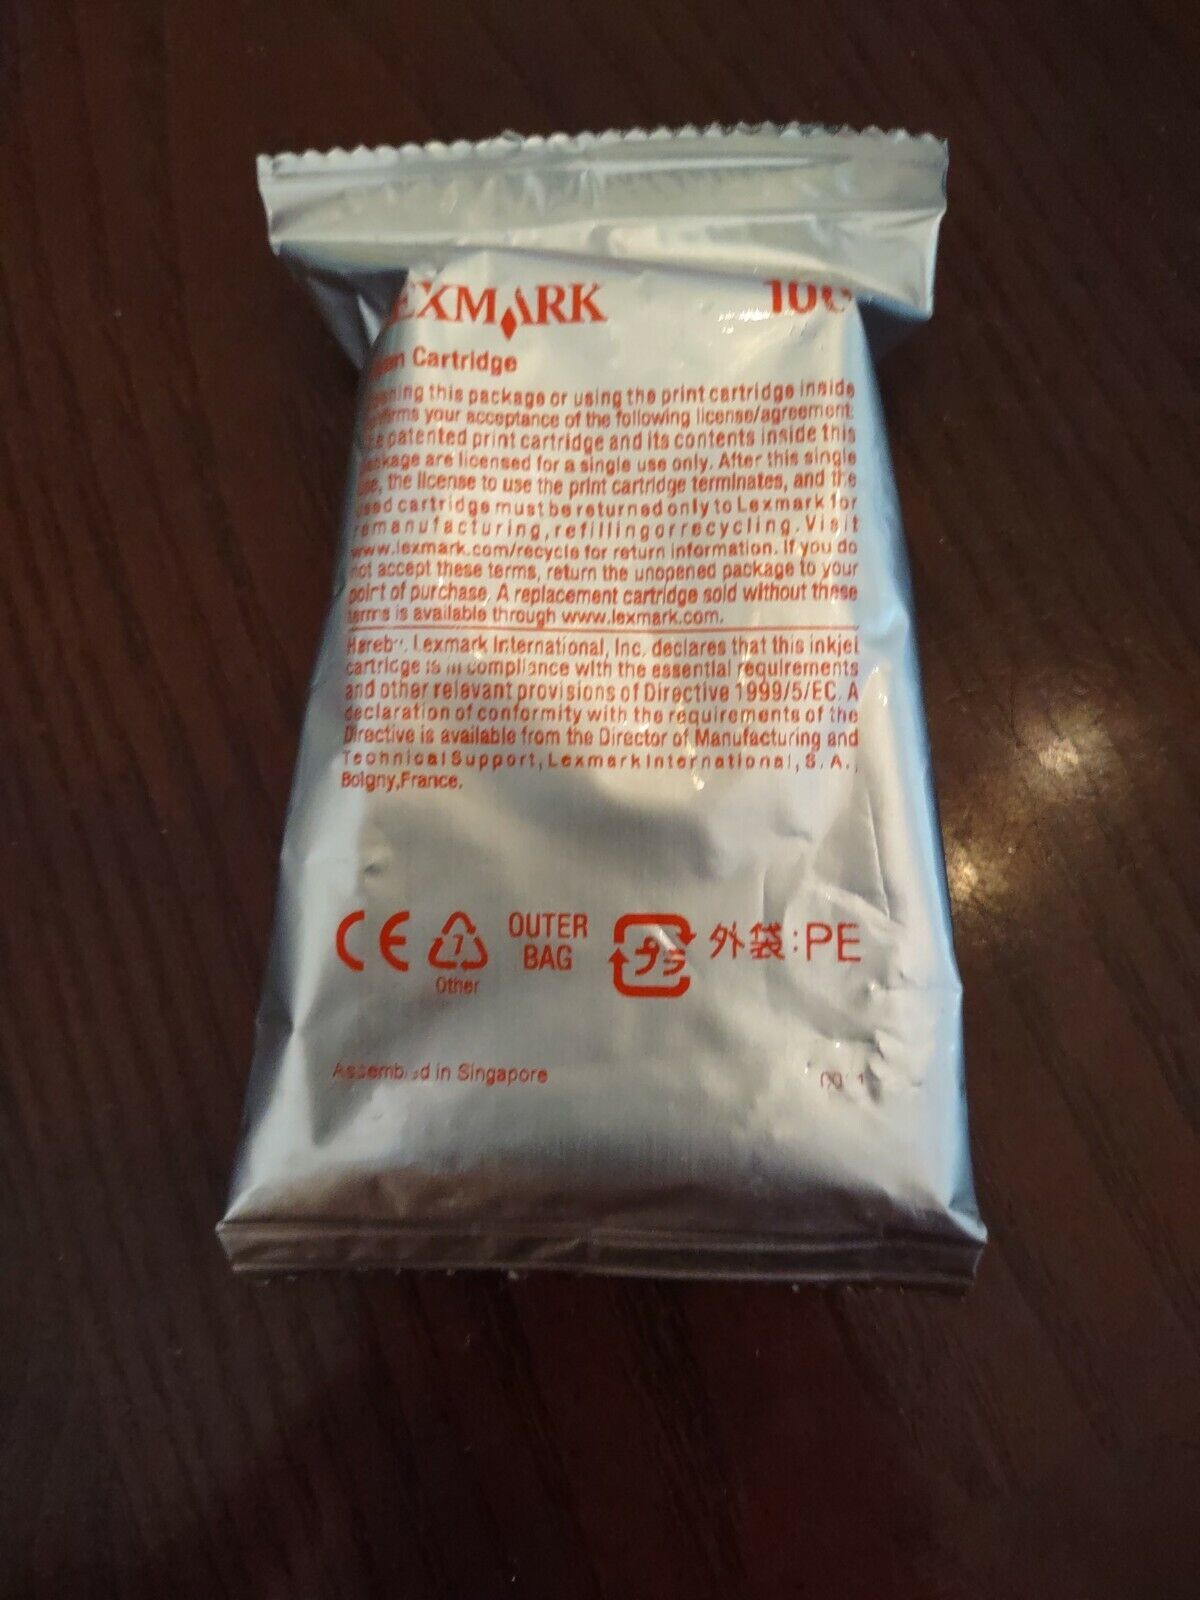 EXMARK 100
Cartridge
this package or using the print cartridge inside
your acceptance of the following license/agreement:
patented print cartridge and its contents inside this
are licensed for a single use only. After this single
the license to use the print cartridge terminates, and the
cartridge must be returned only to Lexmark for
remanufacturing, refilling or recycling. Visit
www.lexmark.com/recycle for return information. If you do
not accept these terms, return the unopened package to your
point of purchase. A replacement cartridge sold without these
terms is available through www.lexmark.com.
Lexmark International, Inc. declares that this inkjet
cartridge is in compliance with the essential requirements
and other relevant provisions of Directive 1999/5/EC. A
declaration of conformity with the requirements of the
Directive is available from the Director of Manufacturing and
Technical Support, Lexmark International, S. A.,
Boigny,France.
CE 7 OUTER プラ 外袋:PE
BAG
Other
Assembled in Singapore